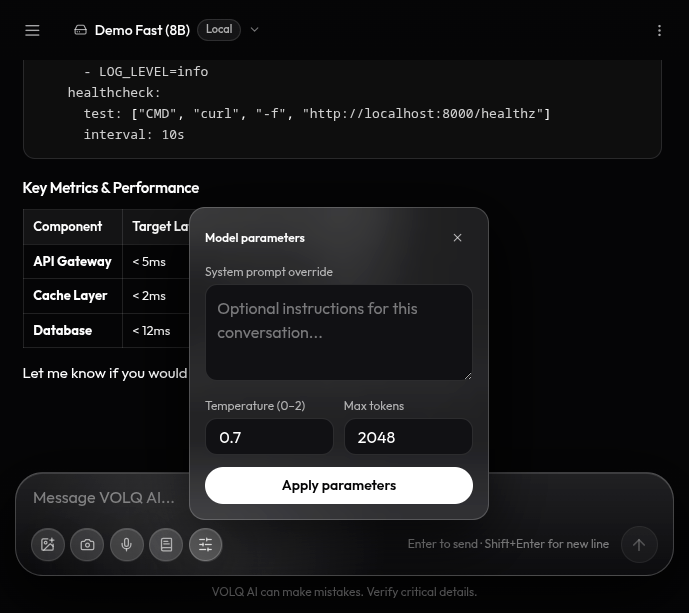 Demo Fast (8B) Local
- LOG_LEVEL=info
healthcheck:
test: ["CMD", "curl", "-f", "http://localhost:8000/healthz"]
interval: 10s
Key Metrics & Performance
Component Target La
API Gateway < 5ms
Cache Layer < 2ms
Database < 12ms
Let me know if you would
Model parameters
System prompt override
Optional instructions for this
conversation...
Temperature (0–2) Max tokens
0.7 2048
Apply parameters
Message VOLQ AI...
Enter to send · Shift+Enter for new line
VOLQ AI can make mistakes. Verify critical details.